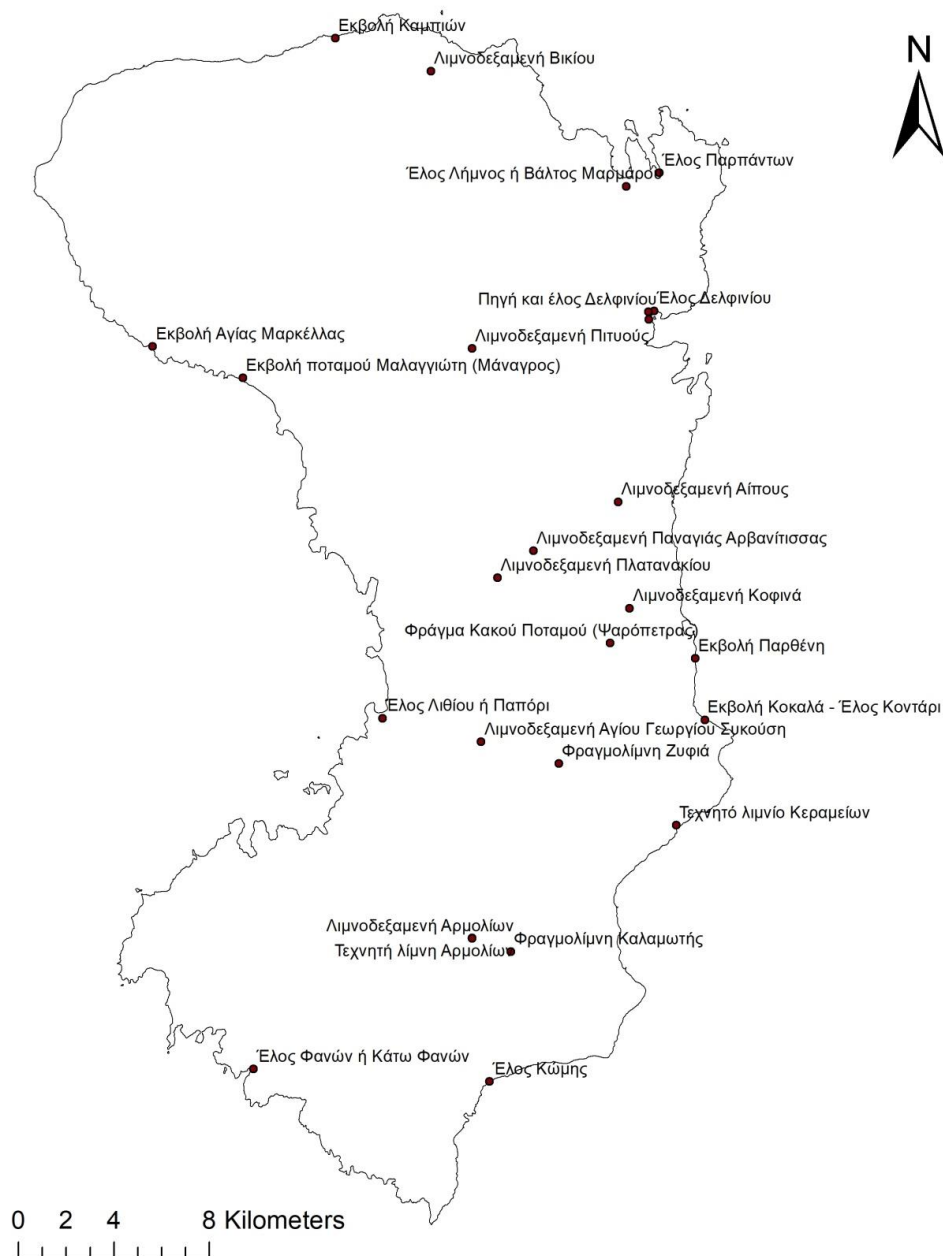 Εκβολή Καμπιών
N
Λιμνοδεξαμενή Βικίου
Έλος Παρπάντων
Έλος Λήμνος ή Βάλτος Μαρμάρου
Πηγή και έλος Δελφινίου
Έλος Δελφινίου
Εκβολή Αγίας Μαρκέλλας
Λιμνοδεξαμενή Πιτυούς
Εκβολή ποταμού Μαλαγγιώτη (Μάναγρος)
Λιμνοδεξαμενή Αίπους
Λιμνοδεξαμενή Παναγιάς Αρβανίτισσας
Λιμνοδεξαμενή Πλατανακίου
Λιμνοδεξαμενή Κοφινά
Φράγμα Κακού Ποταμού (Ψαρόπετρας)
Εκβολή Παρθένη
Έλος Λιθίου ή Παπόρι
Εκβολή Κοκαλά - Έλος Κοντάρι
Λιμνοδεξαμενή Αγίου Γεωργίου Συκούση
Φραγμολίμνη Ζυφιά
Τεχνητό λιμνίο Κεραμείων
Λιμνοδεξαμενή Αρμολίων
Φραγμολίμνη Καλαμωτής
Τεχνητή λίμνη Αρμολίων
Έλος Φανών ή Κάτω Φανών
Έλος Κώμης
0 2 4 8 Kilometers